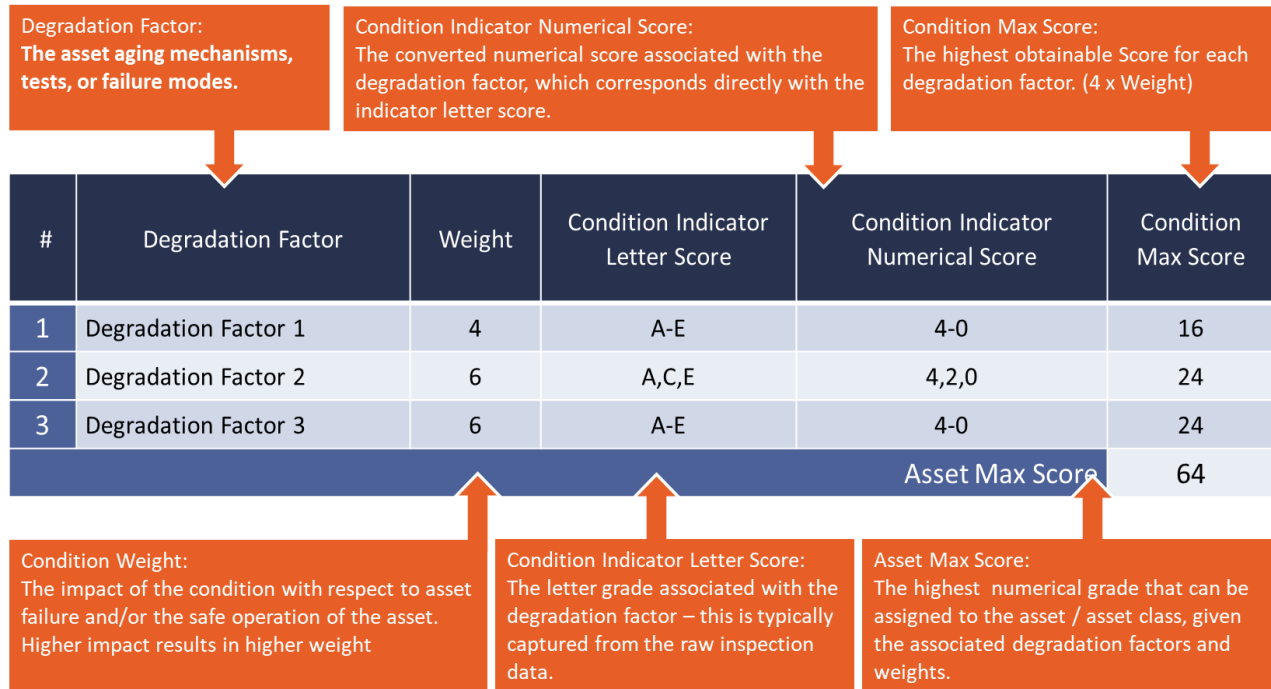 Degradation Factor:
The asset aging mechanisms,
tests, or failure modes.
Condition Indicator Numerical Score:
The converted numerical score associated with the
degradation factor, which corresponds directly with the
indicator letter score.
Condition Max Score:
The highest obtainable Score for each
degradation factor. (4 x Weight)
# Degradation Factor Weight Condition Indicator Letter Score Condition Indicator Numerical Score Condition Max Score
1 Degradation Factor 1 4 A-E 4-0 16
2 Degradation Factor 2 6 A,C,E 4,2,0 24
3 Degradation Factor 3 6 A-E 4-0 24
Asset Max Score 64
Condition Weight:
The impact of the condition with respect to asset
failure and/or the safe operation of the asset.
Higher impact results in higher weight
Condition Indicator Letter Score:
The letter grade associated with the
degradation factor – this is typically
captured from the raw inspection
data.
Asset Max Score:
The highest numerical grade that can be
assigned to the asset / asset class, given
the associated degradation factors and
weights.